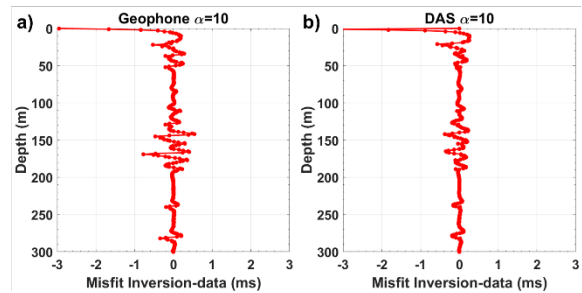 a) Geophone α=10
0
50
100
150
200
250
300
Depth (m)
-3 -2 -1 0 1 2 3
Misfit Inversion-data (ms)
b) DAS α=10
0
50
100
150
200
250
300
Depth (m)
-3 -2 -1 0 1 2 3
Misfit Inversion-data (ms)